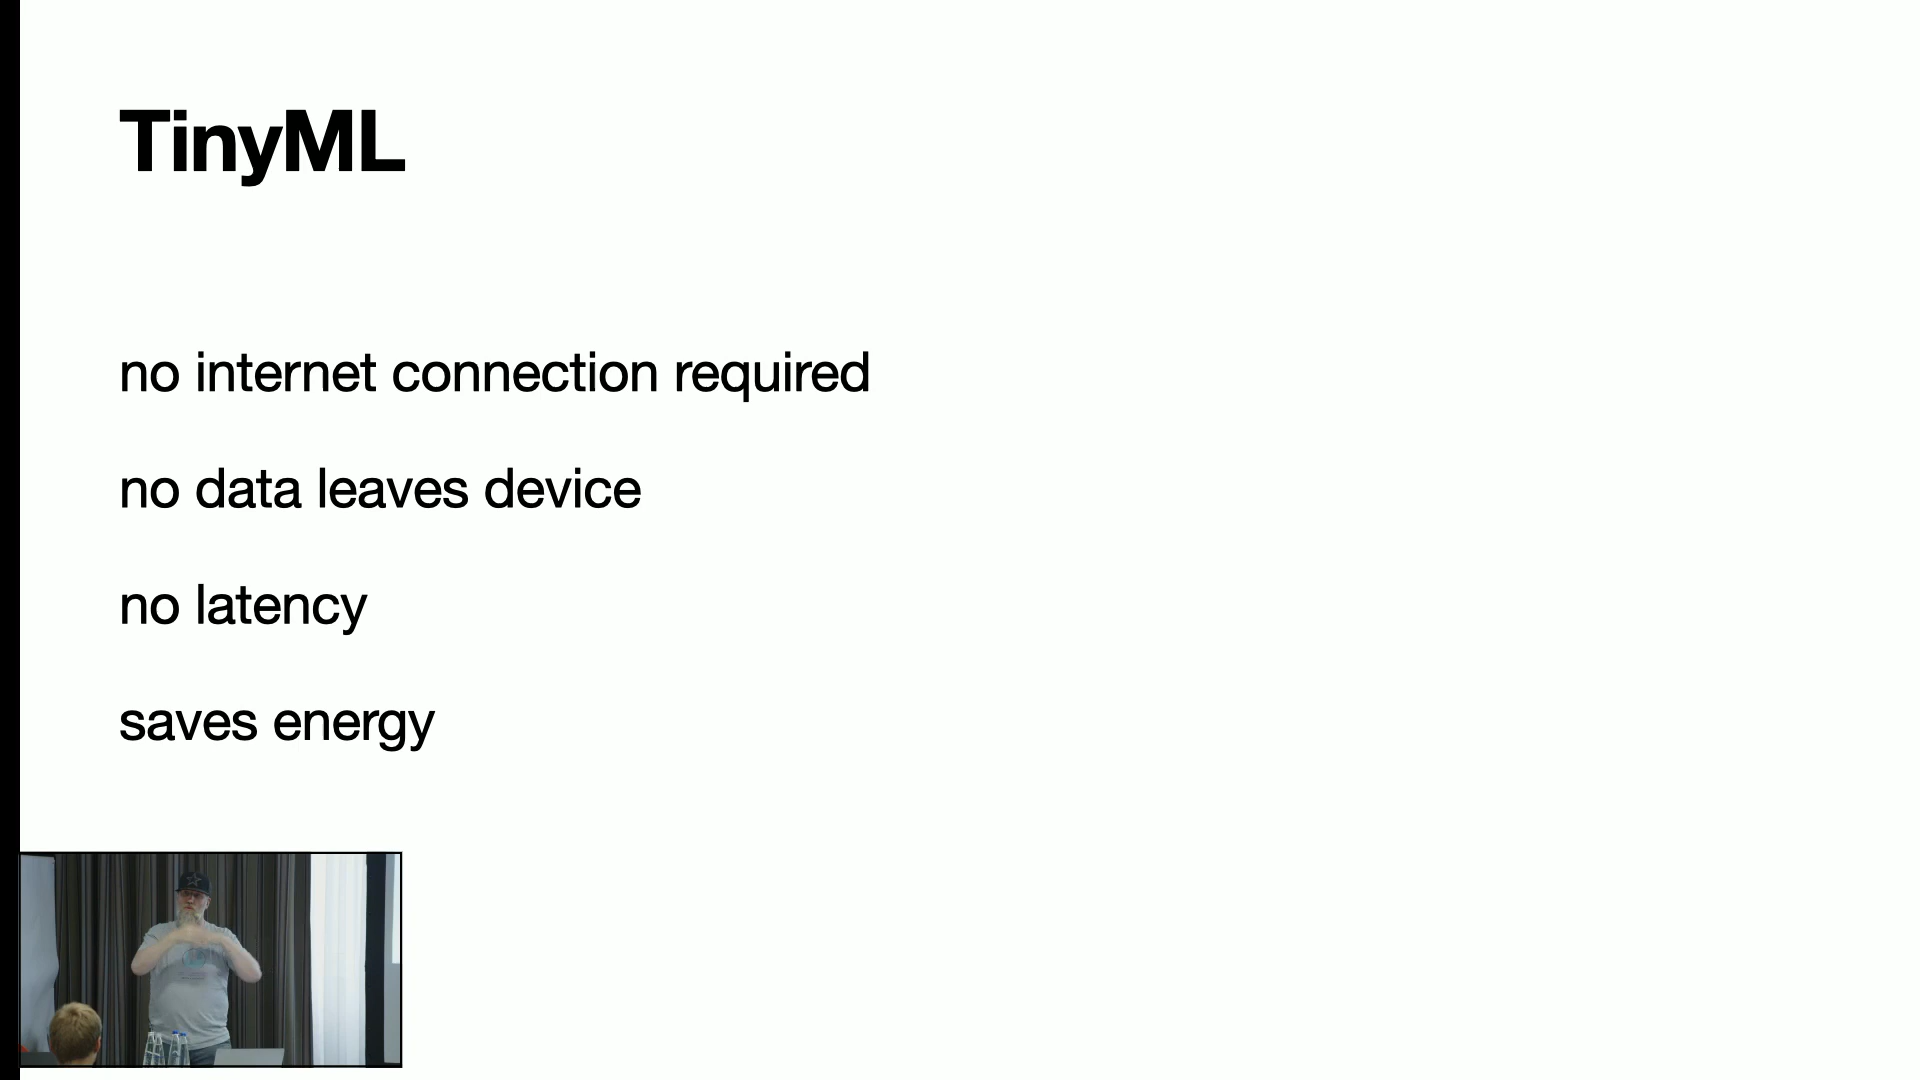 TinyML
no internet connection required
no data leaves device
no latency
saves energy